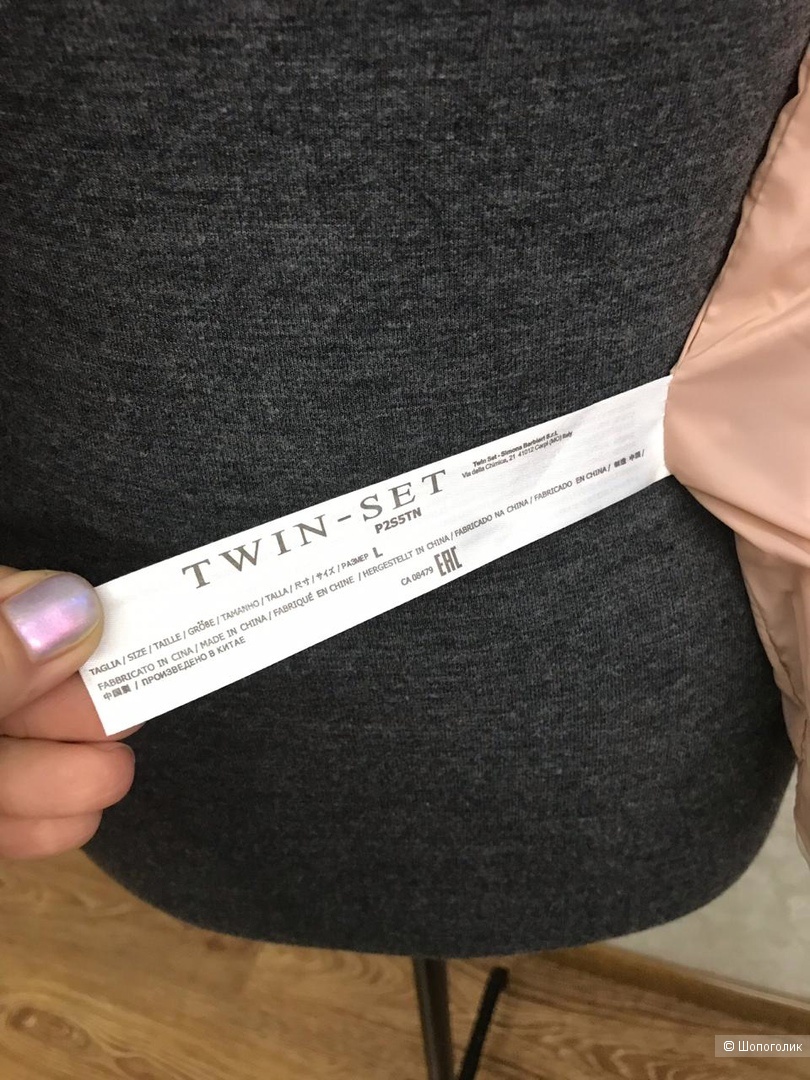 TWIN-SET
P2S5TN
Twin Set - Simona Barbieri S.r.l.
Via della Chimica, 21 41012 Carpi (MO) Italy
TAGLIA / SIZE / TAILLE / GRÖBE / TAMANHO / TALLA / 尺寸 / サイズ / РАЗМЕР L
FABBRICATO IN CINA / MADE IN CHINA / FABRIQUÉ EN CHINE / HERGESTELLT IN CHINA / FABRICADO NA CHINA / FABRICADO EN CHINA / 制造 中国 /
中国製 / ПРОИЗВЕДЕНО В КИТАЕ
CA 08479 EAC
© Шопоголик